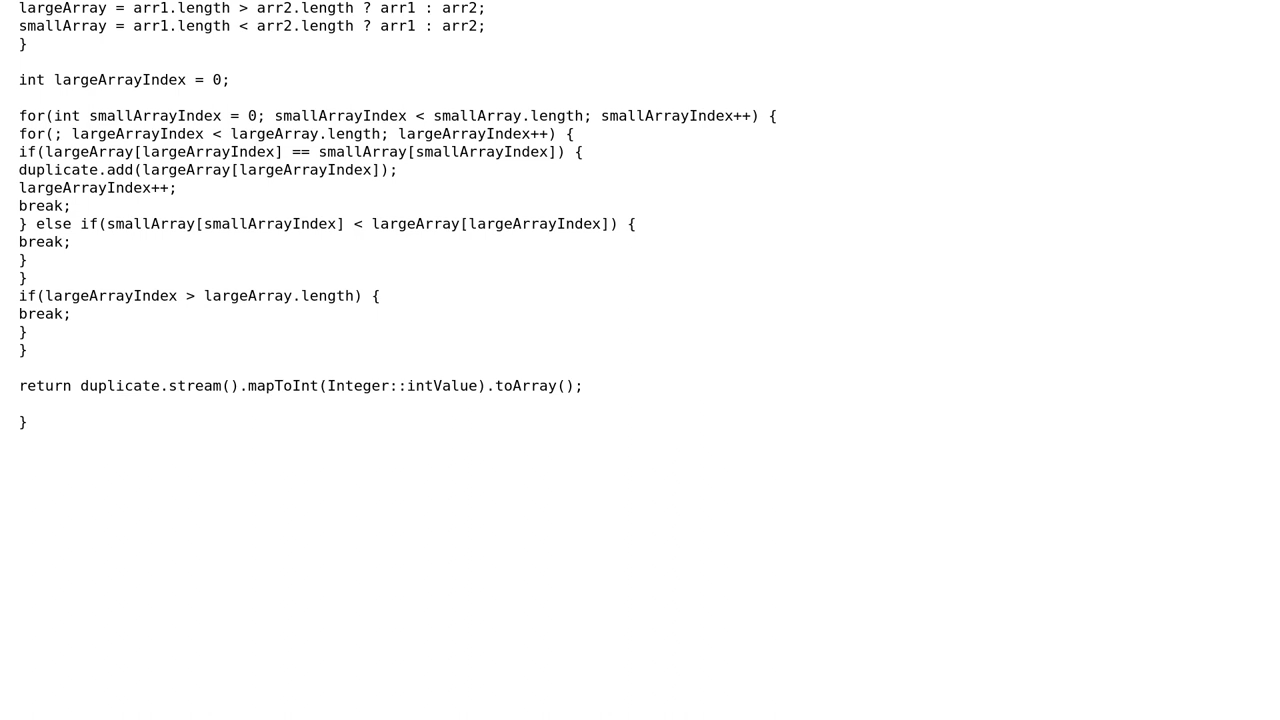 largeArray = arr1.length > arr2.length ? arr1 : arr2;
smallArray = arr1.length < arr2.length ? arr1 : arr2;
}
int largeArrayIndex = 0;
for(int smallArrayIndex = 0; smallArrayIndex < smallArray.length; smallArrayIndex++) {
for(; largeArrayIndex < largeArray.length; largeArrayIndex++) {
if(largeArray[largeArrayIndex] == smallArray[smallArrayIndex]) {
duplicate.add(largeArray[largeArrayIndex]);
largeArrayIndex++;
break;
} else if(smallArray[smallArrayIndex] < largeArray[largeArrayIndex]) {
break;
}
}
if(largeArrayIndex > largeArray.length) {
break;
}
}
return duplicate.stream().mapToInt(Integer::intValue).toArray();
}